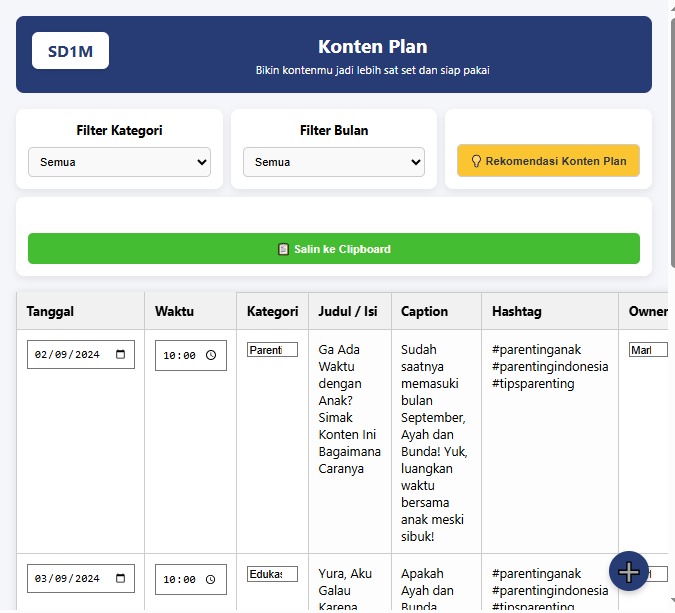 SD1M
Konten Plan
Bikin kontenmu jadi lebih sat set dan siap pakai
Filter Kategori
Semua
Filter Bulan
Semua
Rekomendasi Konten Plan
Salin ke Clipboard
Tanggal Waktu Kategori Judul / Isi Caption Hashtag Owner
02/09/2024
10:00
Parenti
Ga Ada
Waktu
dengan
Anak?
Simak
Konten Ini
Bagaimana
Caranya
Sudah
saatnya
memasuki
bulan
September,
Ayah dan
Bunda! Yuk,
luangkan
waktu
bersama
anak meski
sibuk!
#parentinganak
#parentingindonesia
#tipsparenting
Mark
03/09/2024
10:00
Edukas
Yura, Aku
Galau
Karena
Apakah
Ayah dan
Bunda
#parentinganak
#parentingindonesia
#tipsparenting